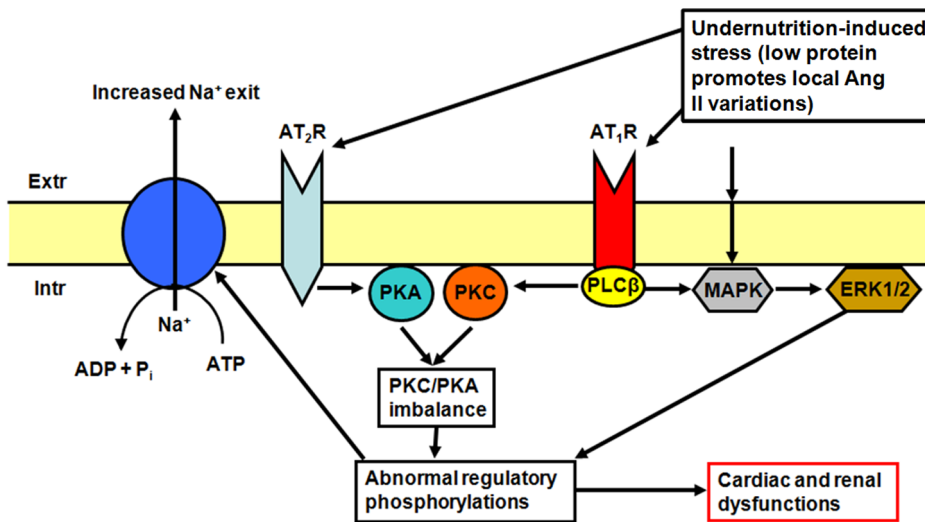 Undernutrition-induced
stress (low protein
promotes local Ang
II variations)
Increased Na⁺ exit
AT₂R
AT₁R
Extr
Intr
PKA
PKC
PLCβ
MAPK
ERK1/2
Na⁺
ADP + Pᵢ
ATP
PKC/PKA
imbalance
Abnormal regulatory
phosphorylations
Cardiac and renal
dysfunctions